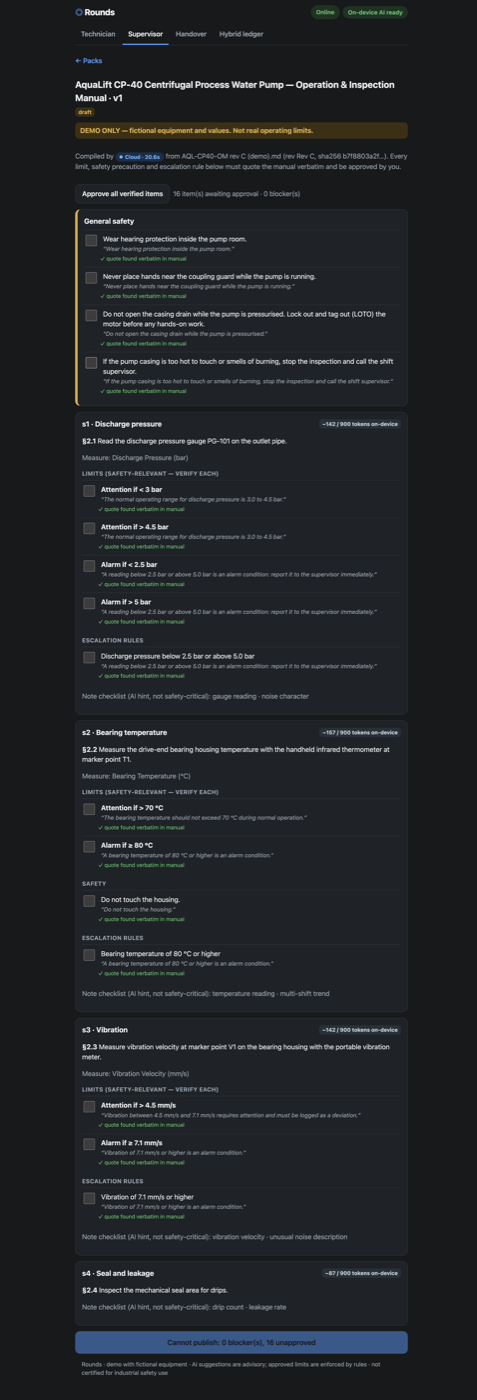 Rounds
Online
On-device AI ready
Technician
Supervisor
Handover
Hybrid ledger
← Packs
AquaLift CP-40 Centrifugal Process Water Pump — Operation & Inspection
Manual · v1
draft
DEMO ONLY — fictional equipment and values. Not real operating limits.
Compiled by Cloud · 20.6s from AQL-CP40-OM rev C (demo).md (rev Rev C, sha256 b7f8803a2f…). Every
limit, safety precaution and escalation rule below must quote the manual verbatim and be approved by you.
Approve all verified items
16 item(s) awaiting approval · 0 blocker(s)
General safety
Wear hearing protection inside the pump room.
"Wear hearing protection inside the pump room."
✓ quote found verbatim in manual
Never place hands near the coupling guard while the pump is running.
"Never place hands near the coupling guard while the pump is running."
✓ quote found verbatim in manual
Do not open the casing drain while the pump is pressurised. Lock out and tag out (LOTO) the
motor before any hands-on work.
"Do not open the casing drain while the pump is pressurised."
✓ quote found verbatim in manual
If the pump casing is too hot to touch or smells of burning, stop the inspection and call the shift
supervisor.
"If the pump casing is too hot to touch or smells of burning, stop the inspection and call the shift supervisor."
✓ quote found verbatim in manual
s1 · Discharge pressure
~142 / 900 tokens on-device
§2.1 Read the discharge pressure gauge PG-101 on the outlet pipe.
Measure: Discharge Pressure (bar)
LIMITS (SAFETY-RELEVANT — VERIFY EACH)
Attention if < 3 bar
"The normal operating range for discharge pressure is 3.0 to 4.5 bar."
✓ quote found verbatim in manual
Attention if > 4.5 bar
"The normal operating range for discharge pressure is 3.0 to 4.5 bar."
✓ quote found verbatim in manual
Alarm if < 2.5 bar
"A reading below 2.5 bar or above 5.0 bar is an alarm condition: report it to the supervisor immediately."
✓ quote found verbatim in manual
Alarm if > 5 bar
"A reading below 2.5 bar or above 5.0 bar is an alarm condition: report it to the supervisor immediately."
✓ quote found verbatim in manual
ESCALATION RULES
Discharge pressure below 2.5 bar or above 5.0 bar
"A reading below 2.5 bar or above 5.0 bar is an alarm condition: report it to the supervisor immediately."
✓ quote found verbatim in manual
Note checklist (AI hint, not safety-critical): gauge reading · noise character
s2 · Bearing temperature
~157 / 900 tokens on-device
§2.2 Measure the drive-end bearing housing temperature with the handheld infrared thermometer at
marker point T1.
Measure: Bearing Temperature (°C)
LIMITS (SAFETY-RELEVANT — VERIFY EACH)
Attention if > 70 °C
"The bearing temperature should not exceed 70 °C during normal operation."
✓ quote found verbatim in manual
Alarm if ≥ 80 °C
"A bearing temperature of 80 °C or higher is an alarm condition."
✓ quote found verbatim in manual
SAFETY
Do not touch the housing.
"Do not touch the housing."
✓ quote found verbatim in manual
ESCALATION RULES
Bearing temperature of 80 °C or higher
"A bearing temperature of 80 °C or higher is an alarm condition."
✓ quote found verbatim in manual
Note checklist (AI hint, not safety-critical): temperature reading · multi-shift trend
s3 · Vibration
~142 / 900 tokens on-device
§2.3 Measure vibration velocity at marker point V1 on the bearing housing with the portable vibration
meter.
Measure: Vibration Velocity (mm/s)
LIMITS (SAFETY-RELEVANT — VERIFY EACH)
Attention if > 4.5 mm/s
"Vibration between 4.5 mm/s and 7.1 mm/s requires attention and must be logged as a deviation."
✓ quote found verbatim in manual
Alarm if ≥ 7.1 mm/s
"Vibration of 7.1 mm/s or higher is an alarm condition."
✓ quote found verbatim in manual
ESCALATION RULES
Vibration of 7.1 mm/s or higher
"Vibration of 7.1 mm/s or higher is an alarm condition."
✓ quote found verbatim in manual
Note checklist (AI hint, not safety-critical): vibration velocity · unusual noise description
s4 · Seal and leakage
~87 / 900 tokens on-device
§2.4 Inspect the mechanical seal area for drips.
Note checklist (AI hint, not safety-critical): drip count · leakage rate
Cannot publish: 0 blocker(s), 16 unapproved
Rounds · demo with fictional equipment · AI suggestions are advisory; approved limits are enforced by rules · not
certified for industrial safety use